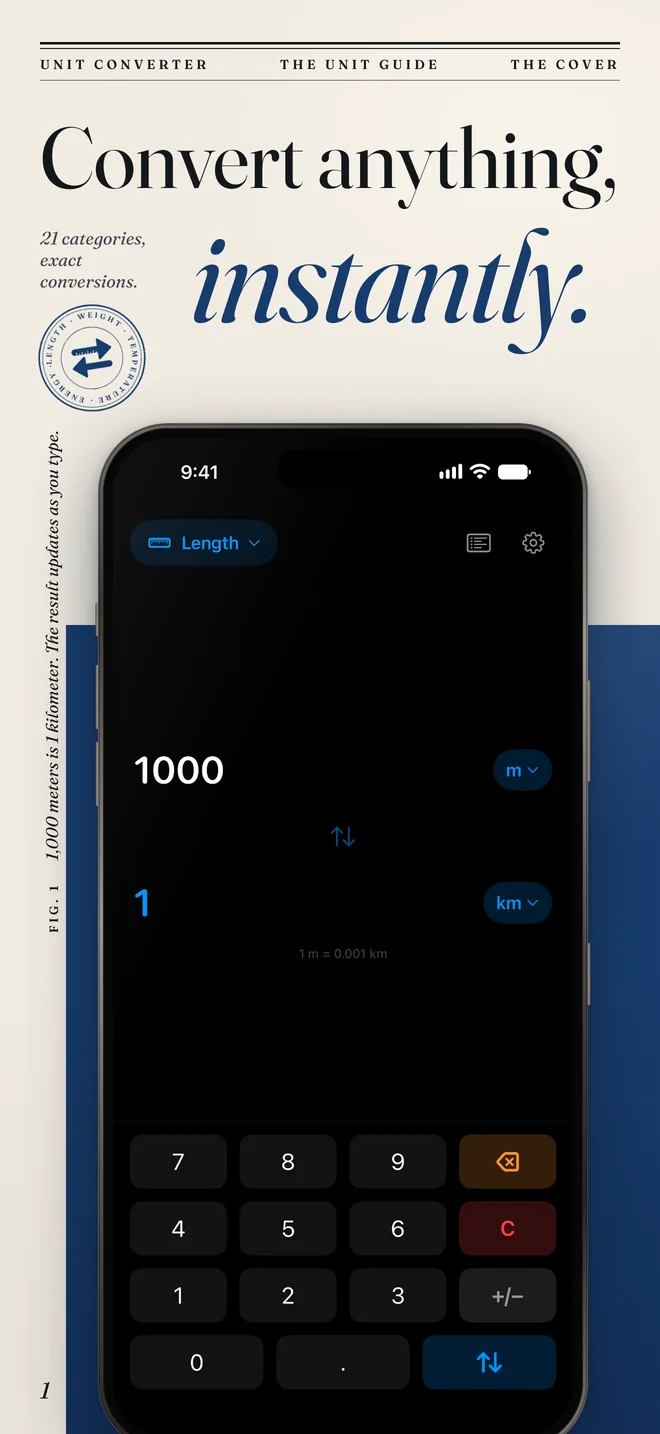 UNIT CONVERTER THE UNIT GUIDE THE COVER
Convert anything,
instantly.
21 categories,
exact
conversions.
LENGTH · WEIGHT · TEMPERATURE · ENERGY ·
FIG. 1 1,000 meters is 1 kilometer. The result updates as you type.
9:41
Length
1000 m
1 km
1 m = 0.001 km
7 8 9
4 5 6 C
1 2 3 +/−
0 .
1